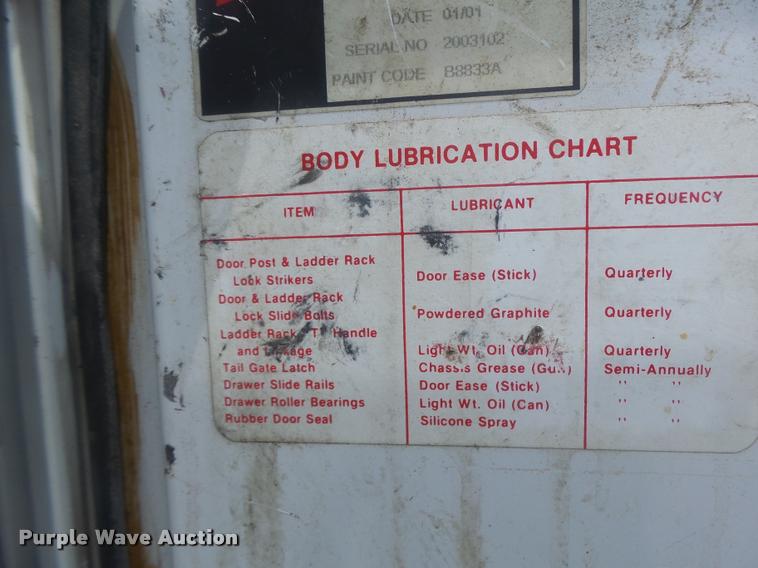 DATE 01/01
SERIAL NO 2003102
PAINT CODE B8833A
BODY LUBRICATION CHART
ITEM LUBRICANT FREQUENCY
Door Post & Ladder Rack
Lock Strikers Door Ease (Stick) Quarterly
Door & Ladder Rack
Lock Slide Bolts Powdered Graphite Quarterly
Ladder Rack "T" Handle
and Linkage Light Wt. Oil (Can) Quarterly
Tail Gate Latch Chassis Grease (Gun) Semi-Annually
Drawer Slide Rails Door Ease (Stick) " "
Drawer Roller Bearings Light Wt. Oil (Can) " "
Rubber Door Seal Silicone Spray " "
Purple Wave Auction